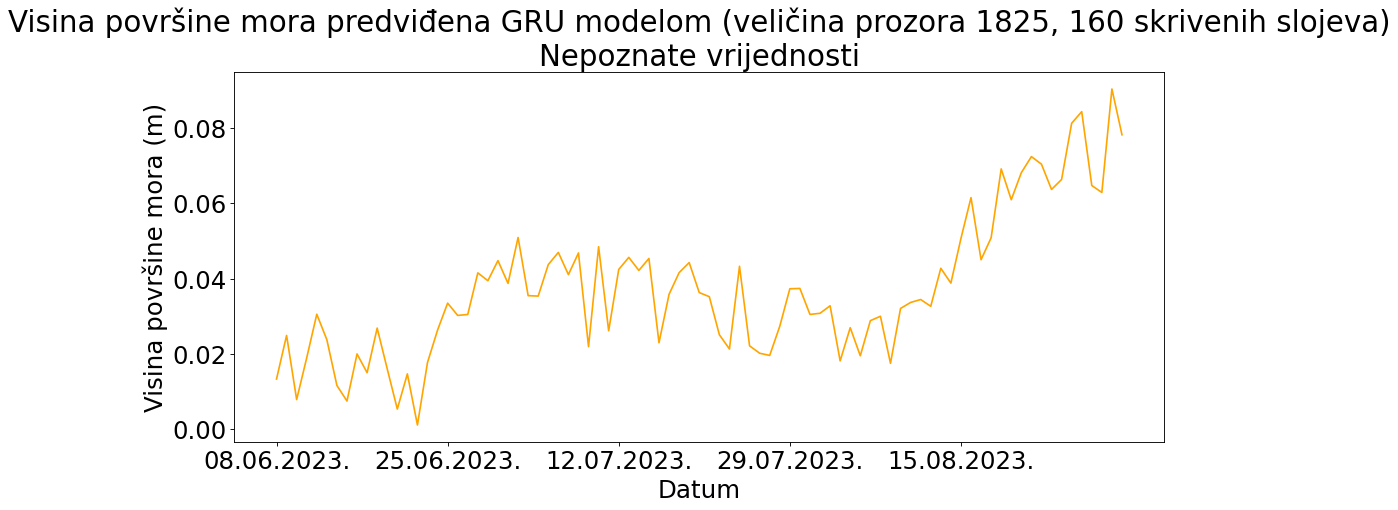 Visina površine mora predviđena GRU modelom (veličina prozora 1825, 160 skrivenih slojeva)
Nepoznate vrijednosti
Visina površine mora (m)
0.08
0.06
0.04
0.02
0.00
08.06.2023. 25.06.2023. 12.07.2023. 29.07.2023. 15.08.2023.
Datum